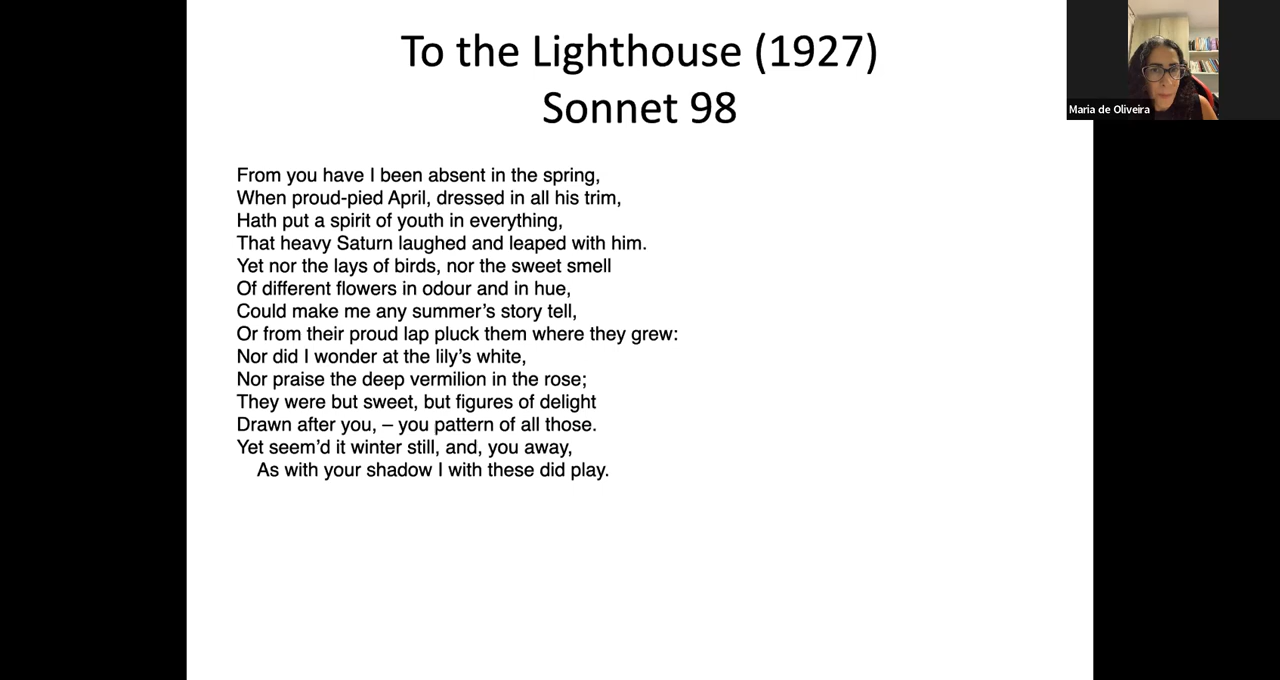 To the Lighthouse (1927)
Sonnet 98
Maria de Oliveira
From you have I been absent in the spring,
When proud-pied April, dressed in all his trim,
Hath put a spirit of youth in everything,
That heavy Saturn laughed and leaped with him.
Yet nor the lays of birds, nor the sweet smell
Of different flowers in odour and in hue,
Could make me any summer’s story tell,
Or from their proud lap pluck them where they grew:
Nor did I wonder at the lily’s white,
Nor praise the deep vermilion in the rose;
They were but sweet, but figures of delight
Drawn after you, – you pattern of all those.
Yet seem’d it winter still, and, you away,
As with your shadow I with these did play.